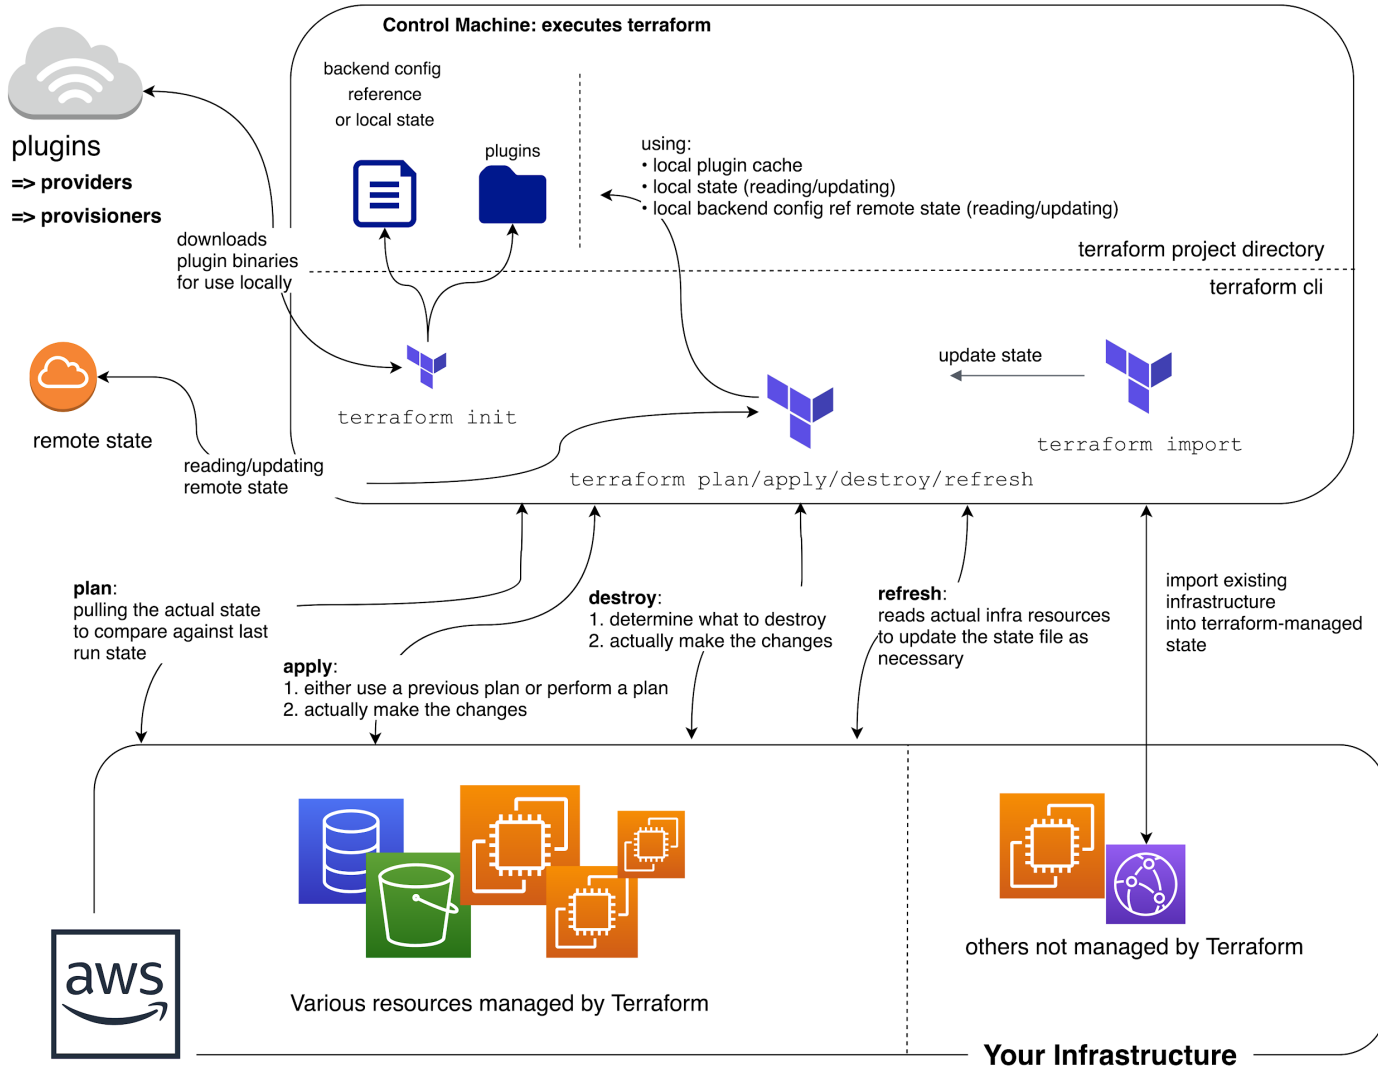 Control Machine: executes terraform
backend config
reference
or local state
plugins
using:
• local plugin cache
• local state (reading/updating)
• local backend config ref remote state (reading/updating)
plugins
=> providers
=> provisioners
downloads
plugin binaries
for use locally
terraform project directory
terraform cli
update state
terraform init
terraform import
remote state
reading/updating
remote state
terraform plan/apply/destroy/refresh
plan:
pulling the actual state
to compare against last
run state
apply:
1. either use a previous plan or perform a plan
2. actually make the changes
destroy:
1. determine what to destroy
2. actually make the changes
refresh:
reads actual infra resources
to update the state file as
necessary
import existing
infrastructure
into terraform-managed
state
aws
Various resources managed by Terraform
others not managed by Terraform
Your Infrastructure